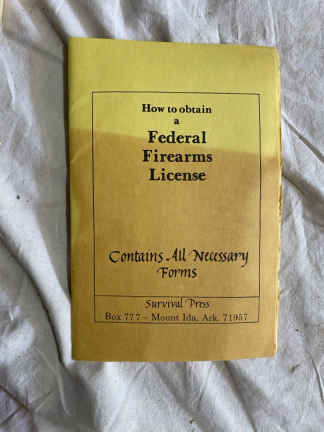 How to obtain
a
Federal
Firearms
License
Contains All Necessary
Forms
Survival Press
Box 777 – Mount Ida, Ark. 71957